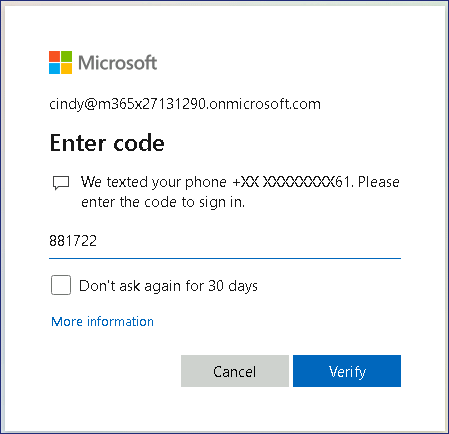 Microsoft
cindy@m365x27131290.onmicrosoft.com
Enter code
We texted your phone +XX XXXXXXXX61. Please
enter the code to sign in.
881722
Don't ask again for 30 days
More information
Cancel
Verify